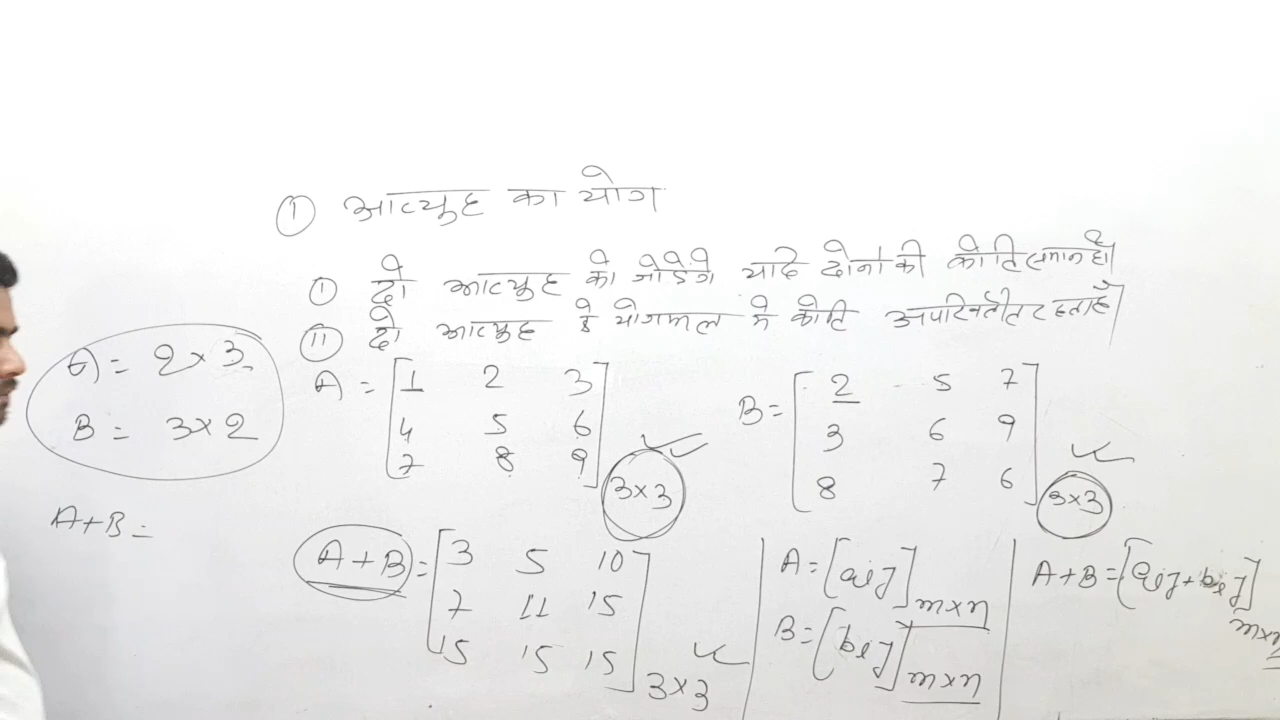 ① आव्यूह का योग
① दो आव्यूह को जोडेंगे यदि दोनों की कोटि समान हो।
⑪ दो आव्यूह के योगफल में कोटि अपरिवर्तीत रहता है
A = 2 × 3
B = 3 × 2
A + B =
A = [1 2 3
4 5 6
7 8 9] 3×3
B = [2 5 7
3 6 9
8 7 6] 3×3
A + B = [3 5 10
7 11 15
15 15 15] 3×3
A = [aij] m×n
B = [bij] m×n
A + B = [aij + bij] m×n